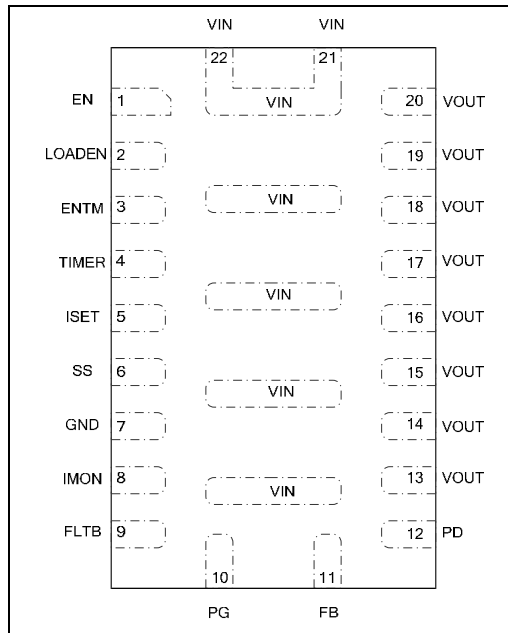 VIN VIN
22 21
EN 1 VIN 20 VOUT
LOADEN 2 19 VOUT
ENTM 3 VIN 18 VOUT
TIMER 4 17 VOUT
VIN
ISET 5 16 VOUT
SS 6 15 VOUT
VIN
GND 7 14 VOUT
IMON 8 13 VOUT
VIN
FLTB 9 12 PD
10 11
PG FB